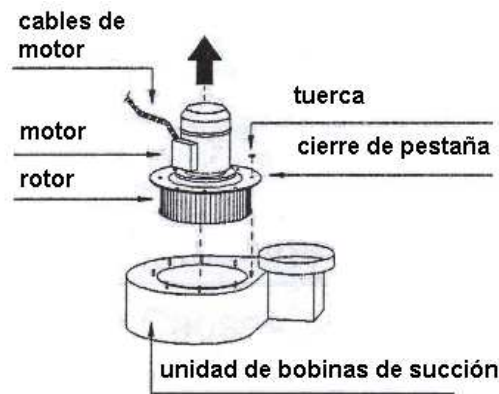 cables de
motor
tuerca
motor
cierre de pestaña
rotor
unidad de bobinas de succión